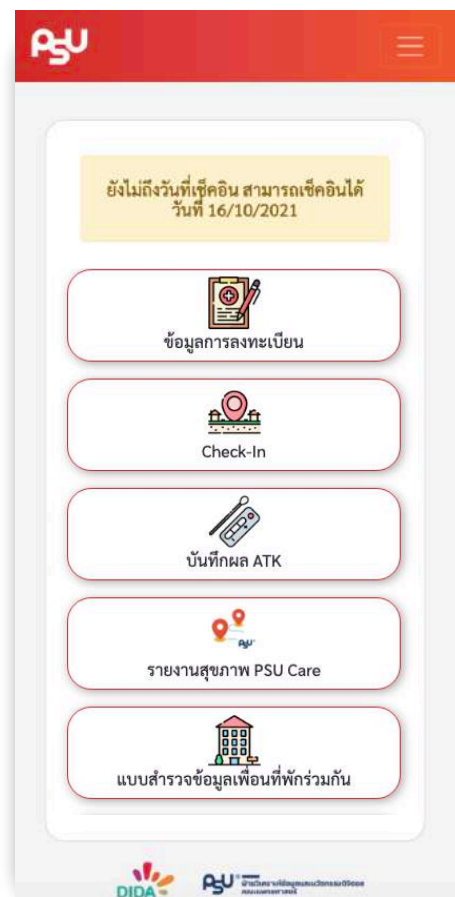 PSU
ยังไม่ถึงวันที่เช็คอิน สามารถเช็คอินได้
วันที่ 16/10/2021
ข้อมูลการลงทะเบียน
Check-In
บันทึกผล ATK
PSU
รายงานสุขภาพ PSU Care
แบบสำรวจข้อมูลเพื่อนที่พักร่วมกัน
DIDA
PSU